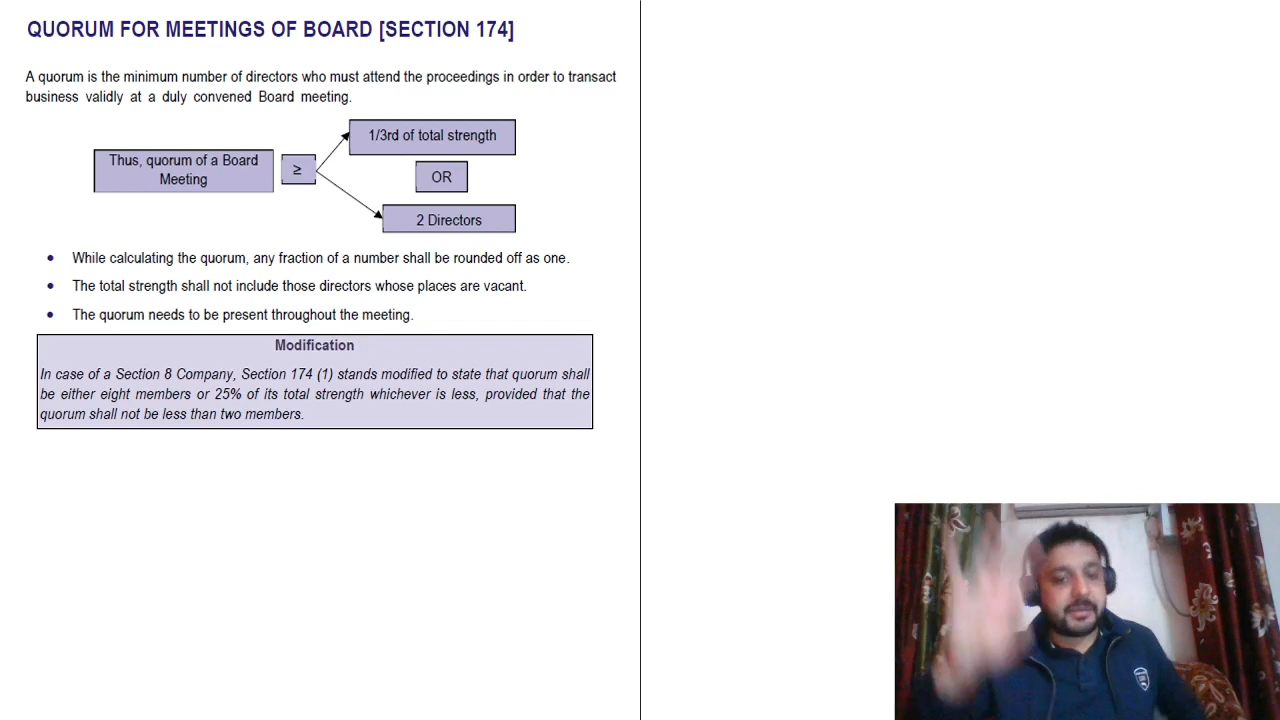 QUORUM FOR MEETINGS OF BOARD [SECTION 174]
A quorum is the minimum number of directors who must attend the proceedings in order to transact
business validly at a duly convened Board meeting.
1/3rd of total strength
Thus, quorum of a Board
Meeting
≥
OR
2 Directors
• While calculating the quorum, any fraction of a number shall be rounded off as one.
• The total strength shall not include those directors whose places are vacant.
• The quorum needs to be present throughout the meeting.
Modification
In case of a Section 8 Company, Section 174 (1) stands modified to state that quorum shall
be either eight members or 25% of its total strength whichever is less, provided that the
quorum shall not be less than two members.